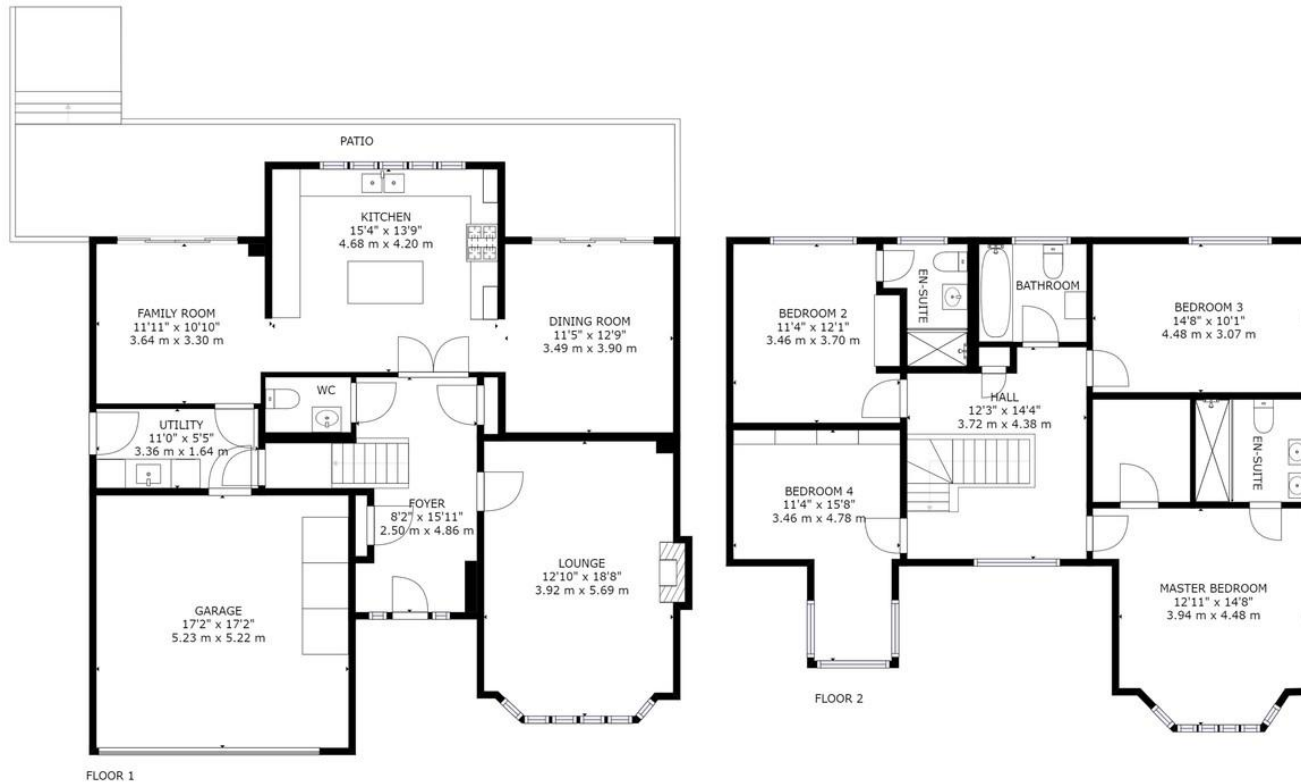 PATIO
KITCHEN
15'4" x 13'9"
4.68 m x 4.20 m
FAMILY ROOM
11'11" x 10'10"
3.64 m x 3.30 m
DINING ROOM
11'5" x 12'9"
3.49 m x 3.90 m
WC
UTILITY
11'0" x 5'5"
3.36 m x 1.64 m
FOYER
8'2" x 15'11"
2.50 m x 4.86 m
LOUNGE
12'10" x 18'8"
3.92 m x 5.69 m
GARAGE
17'2" x 17'2"
5.23 m x 5.22 m
FLOOR 1
BEDROOM 2
11'4" x 12'1"
3.46 m x 3.70 m
EN-SUITE
BATHROOM
BEDROOM 3
14'8" x 10'1"
4.48 m x 3.07 m
HALL
12'3" x 14'4"
3.72 m x 4.38 m
EN-SUITE
BEDROOM 4
11'4" x 15'8"
3.46 m x 4.78 m
MASTER BEDROOM
12'11" x 14'8"
3.94 m x 4.48 m
FLOOR 2